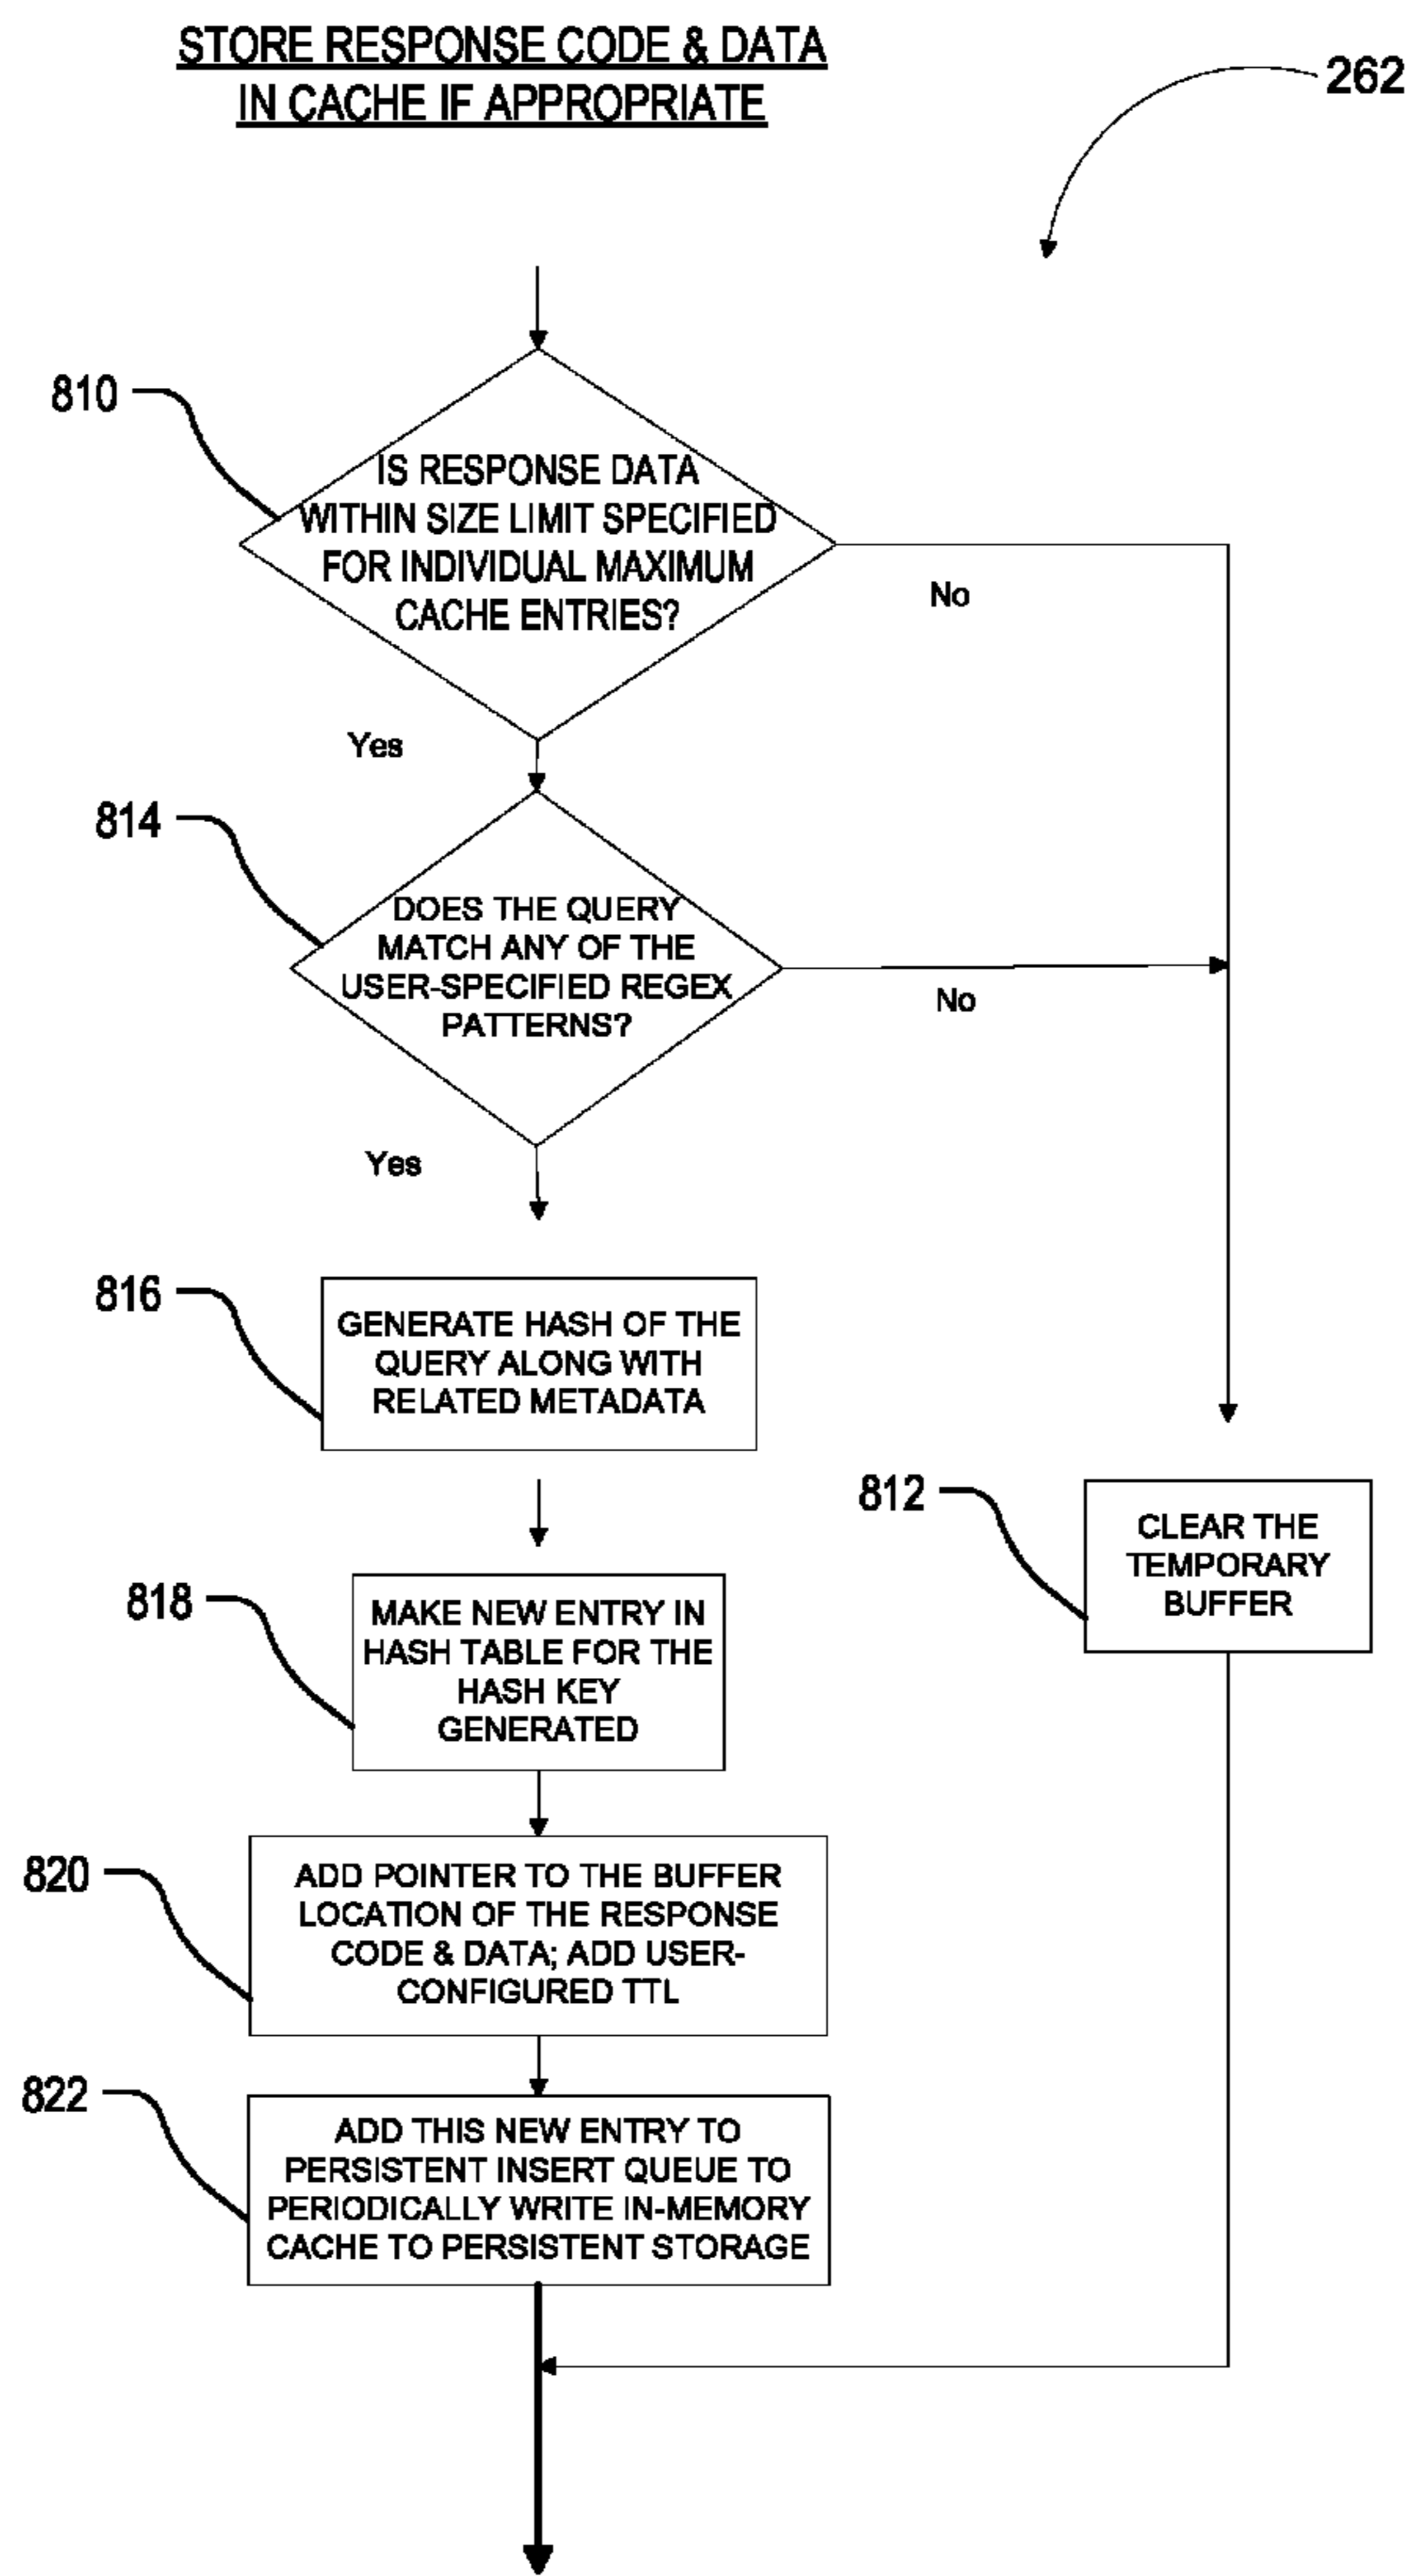 STORE RESPONSE CODE & DATA
IN CACHE IF APPROPRIATE
262
810
IS RESPONSE DATA
WITHIN SIZE LIMIT SPECIFIED
FOR INDIVIDUAL MAXIMUM
CACHE ENTRIES?
No
Yes
814
DOES THE QUERY
MATCH ANY OF THE
USER-SPECIFIED REGEX
PATTERNS?
No
Yes
816
GENERATE HASH OF THE
QUERY ALONG WITH
RELATED METADATA
812
CLEAR THE
TEMPORARY
BUFFER
818
MAKE NEW ENTRY IN
HASH TABLE FOR THE
HASH KEY
GENERATED
820
ADD POINTER TO THE BUFFER
LOCATION OF THE RESPONSE
CODE & DATA; ADD USER-
CONFIGURED TTL
822
ADD THIS NEW ENTRY TO
PERSISTENT INSERT QUEUE TO
PERIODICALLY WRITE IN-MEMORY
CACHE TO PERSISTENT STORAGE